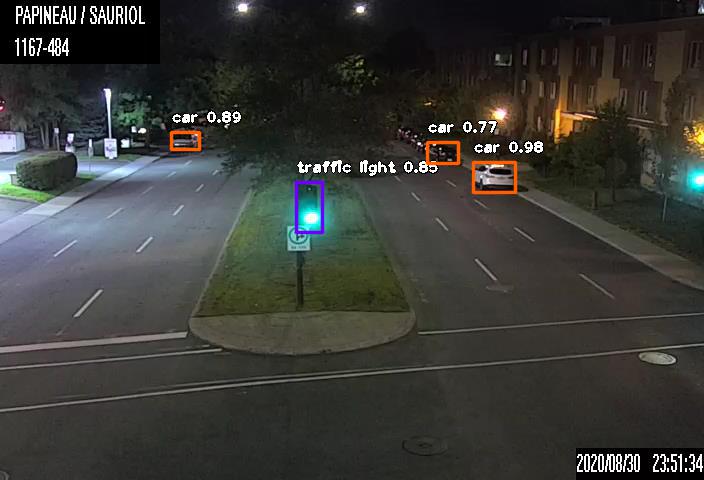 PAPINEAU / SAURIOL
1167-484
car 0.89
car 0.77
car 0.98
traffic light 0.85
2020/08/30 23:51:34